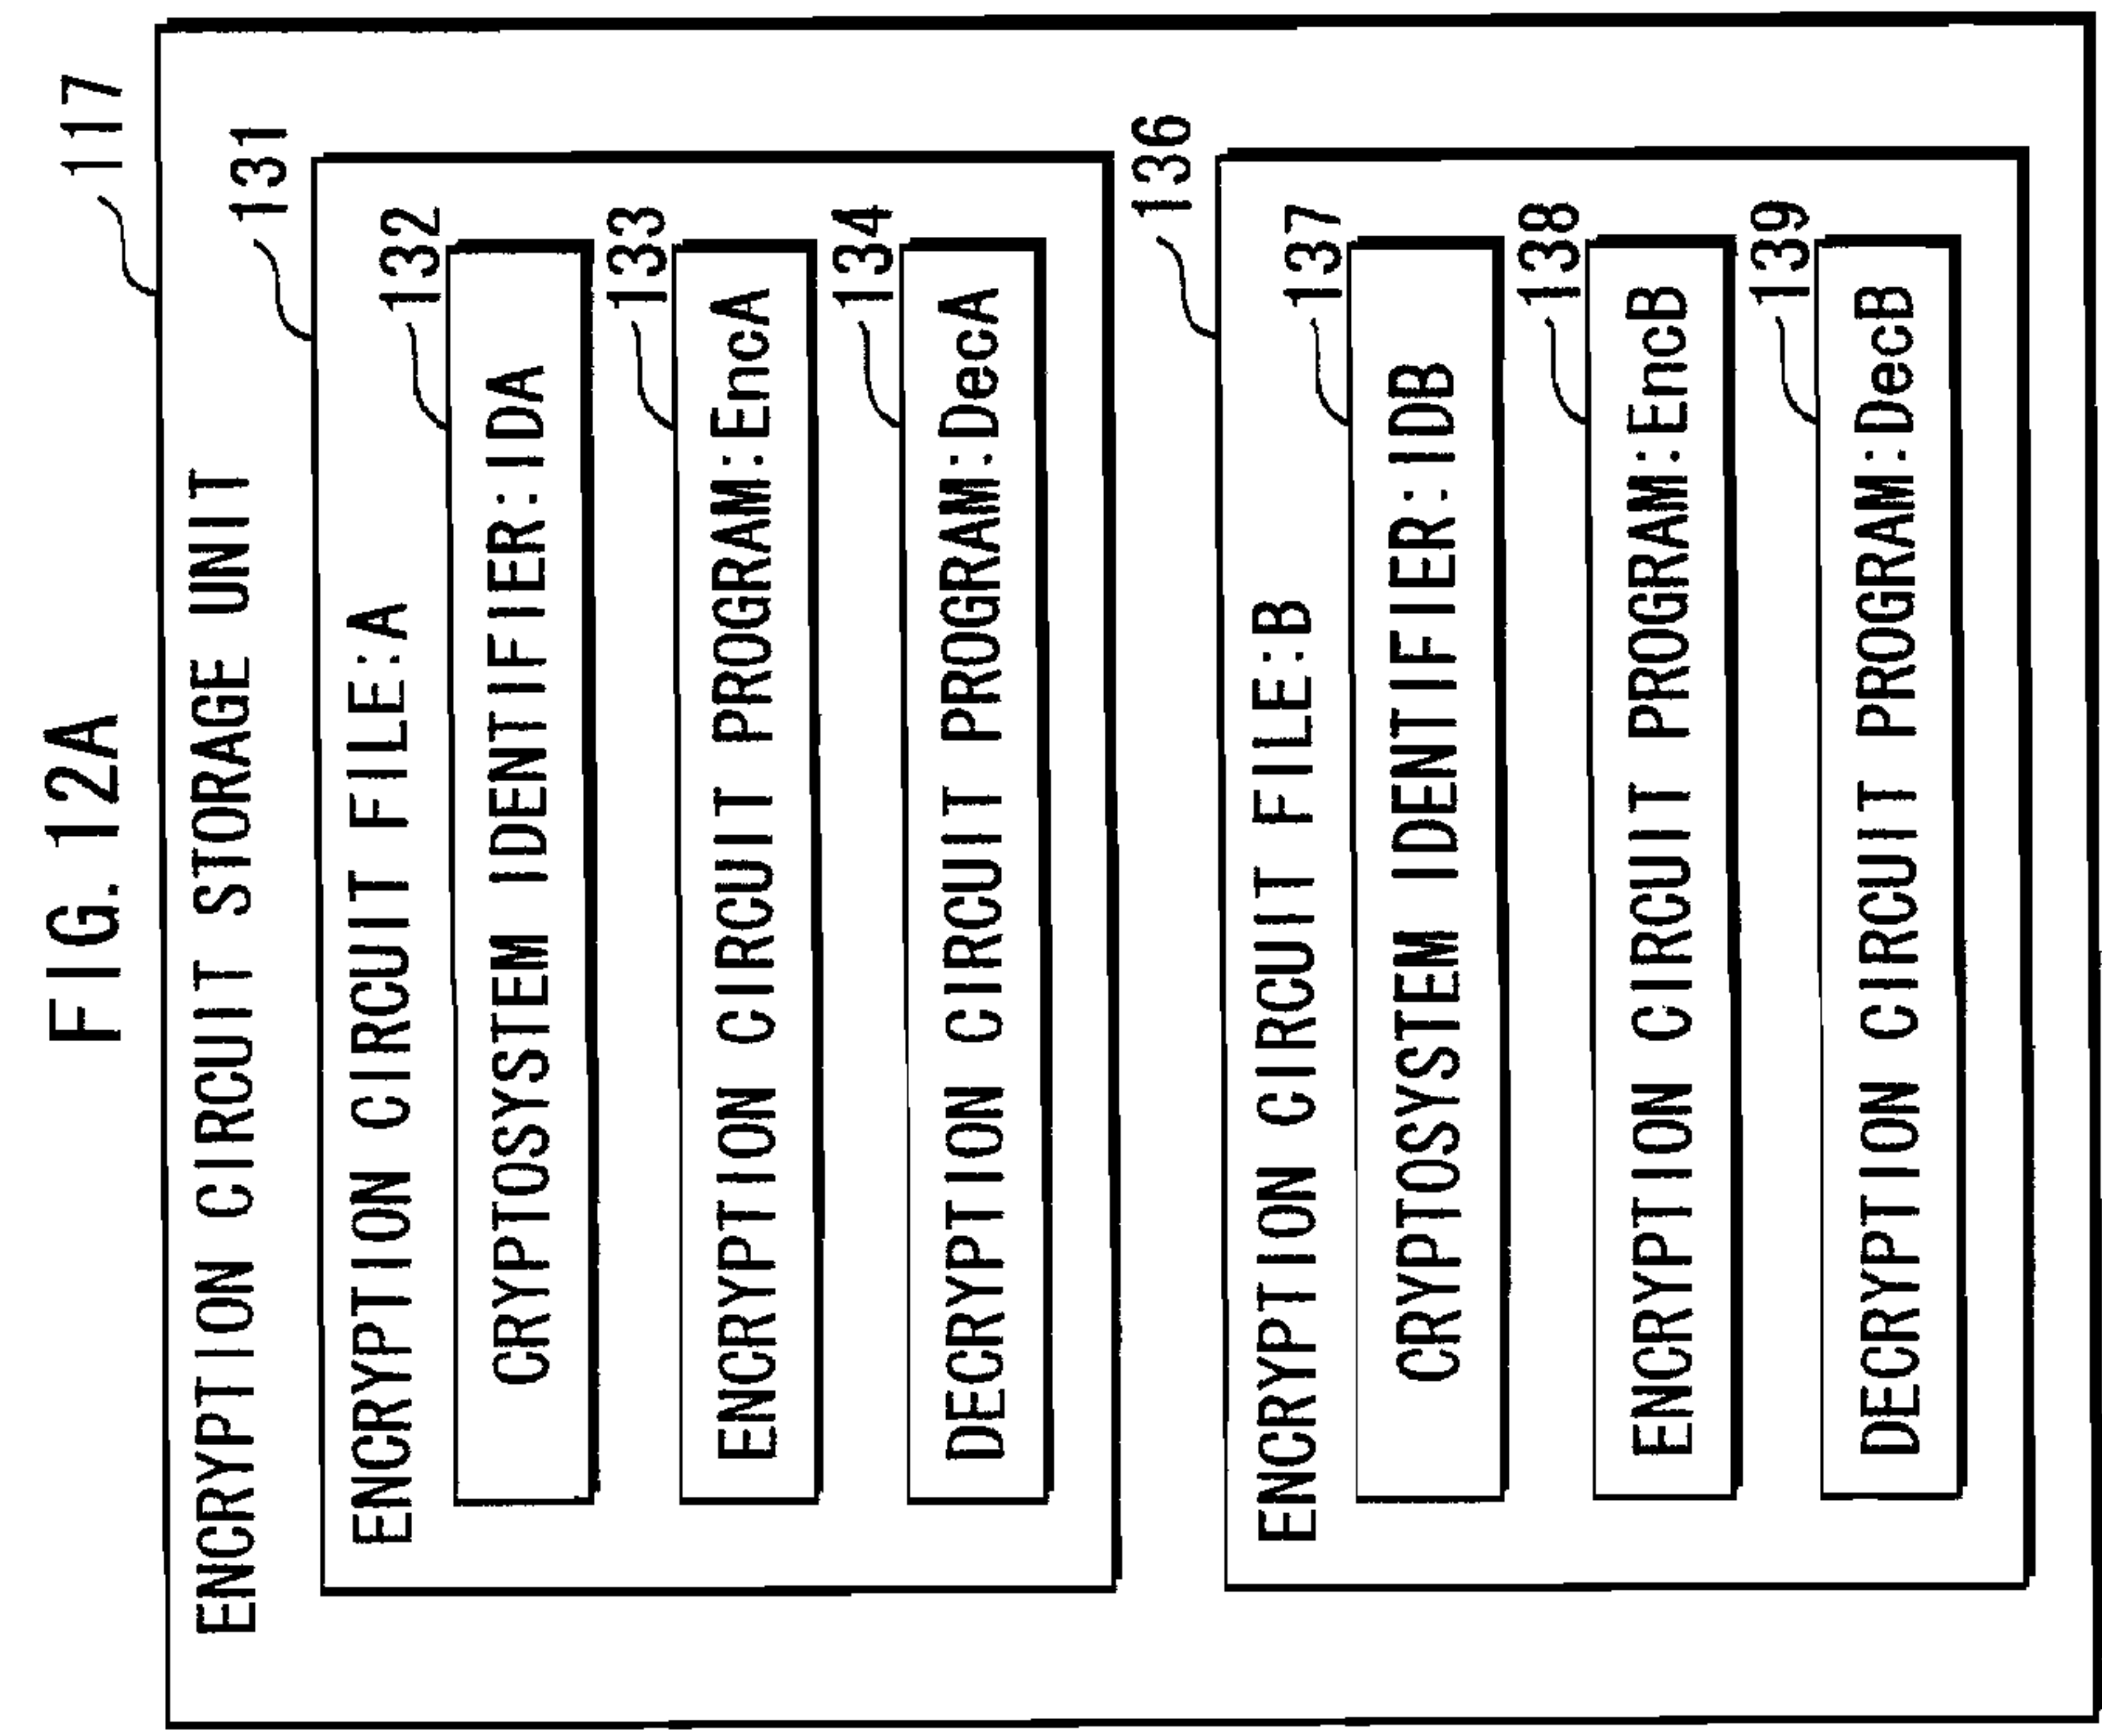 FIG. 12A
117
ENCRYPTION CIRCUIT STORAGE UNIT
131
ENCRYPTION CIRCUIT FILE:A
132
CRYPTOSYSTEM IDENTIFIER:IDA
133
ENCRYPTION CIRCUIT PROGRAM:EncA
134
DECRYPTION CIRCUIT PROGRAM:DecA
136
ENCRYPTION CIRCUIT FILE:B
137
CRYPTOSYSTEM IDENTIFIER:IDB
138
ENCRYPTION CIRCUIT PROGRAM:EncB
139
DECRYPTION CIRCUIT PROGRAM:DecB